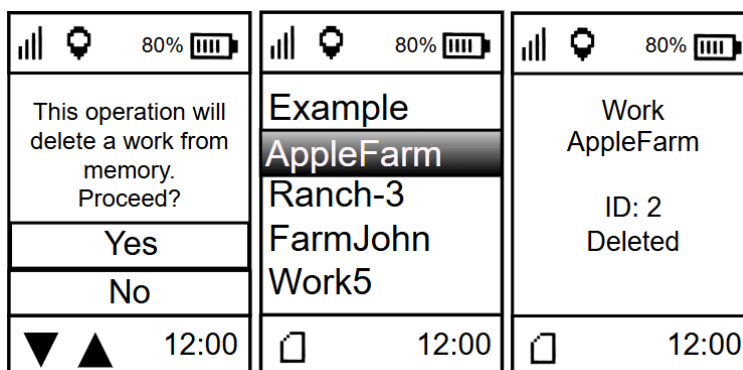 80%
This operation will
delete a work from
memory.
Proceed?
Yes
No
12:00
80%
Example
AppleFarm
Ranch-3
FarmJohn
Work5
12:00
80%
Work
AppleFarm
ID: 2
Deleted
12:00